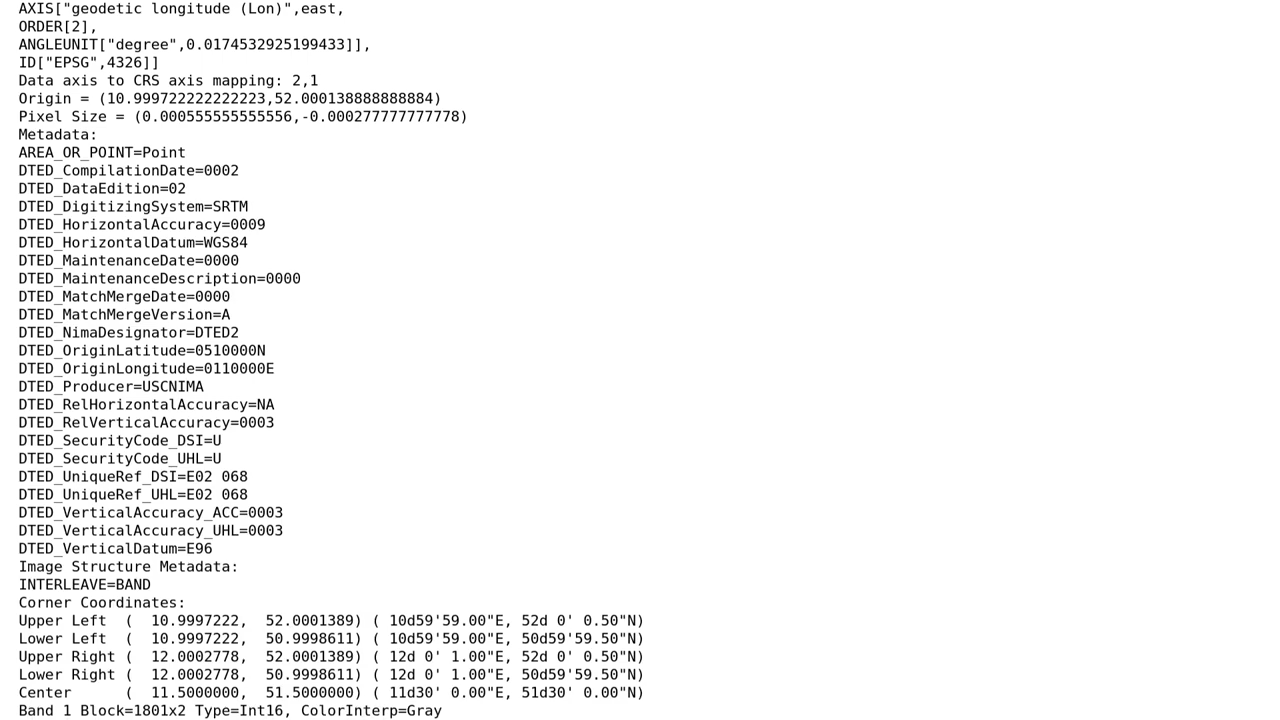 AXIS["geodetic longitude (Lon)",east,
ORDER[2],
ANGLEUNIT["degree",0.0174532925199433]],
ID["EPSG",4326]]
Data axis to CRS axis mapping: 2,1
Origin = (10.999722222222223,52.000138888888884)
Pixel Size = (0.000555555555556,-0.000277777777778)
Metadata:
AREA_OR_POINT=Point
DTED_CompilationDate=0002
DTED_DataEdition=02
DTED_DigitizingSystem=SRTM
DTED_HorizontalAccuracy=0009
DTED_HorizontalDatum=WGS84
DTED_MaintenanceDate=0000
DTED_MaintenanceDescription=0000
DTED_MatchMergeDate=0000
DTED_MatchMergeVersion=A
DTED_NimaDesignator=DTED2
DTED_OriginLatitude=0510000N
DTED_OriginLongitude=0110000E
DTED_Producer=USCNIMA
DTED_RelHorizontalAccuracy=NA
DTED_RelVerticalAccuracy=0003
DTED_SecurityCode_DSI=U
DTED_SecurityCode_UHL=U
DTED_UniqueRef_DSI=E02 068
DTED_UniqueRef_UHL=E02 068
DTED_VerticalAccuracy_ACC=0003
DTED_VerticalAccuracy_UHL=0003
DTED_VerticalDatum=E96
Image Structure Metadata:
INTERLEAVE=BAND
Corner Coordinates:
Upper Left  (  10.9997222,  52.0001389) ( 10d59'59.00"E, 52d 0' 0.50"N)
Lower Left  (  10.9997222,  50.9998611) ( 10d59'59.00"E, 50d59'59.50"N)
Upper Right (  12.0002778,  52.0001389) ( 12d 0' 1.00"E, 52d 0' 0.50"N)
Lower Right (  12.0002778,  50.9998611) ( 12d 0' 1.00"E, 50d59'59.50"N)
Center      (  11.5000000,  51.5000000) ( 11d30' 0.00"E, 51d30' 0.00"N)
Band 1 Block=1801x2 Type=Int16, ColorInterp=Gray